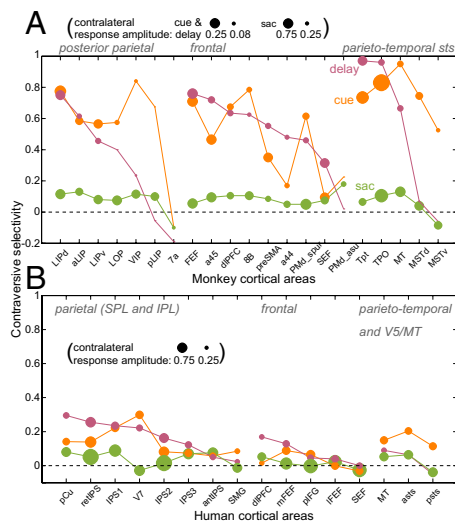 A
( contralateral response amplitude: cue & delay 0.25 0.08 sac 0.75 0.25 )
posterior parietal
frontal
parieto-temporal sts
delay
cue
sac
1
0.8
0.6
0.4
0.2
0
-0.2
LIPd
aLIP
LIPv
LOP
VIP
pLIP
7a
FEF
a45
dlPFC
8B
preSMA
a44
PMd_spur
SEF
PMd_asu
Tpt
TPO
MT
MSTd
MSTv
Monkey cortical areas
Contraversive selectivity
B
parietal (SPL and IPL)
frontal
parieto-temporal
and V5/MT
(contralateral response amplitude: 0.75 0.25)
1
0.8
0.6
0.4
0.2
0
pCu
retIPS
IPS1
V7
IPS2
IPS3
antIPS
SMG
dlPFC
mFEF
pIFG
lFEF
SEF
MT
asts
psts
Human cortical areas